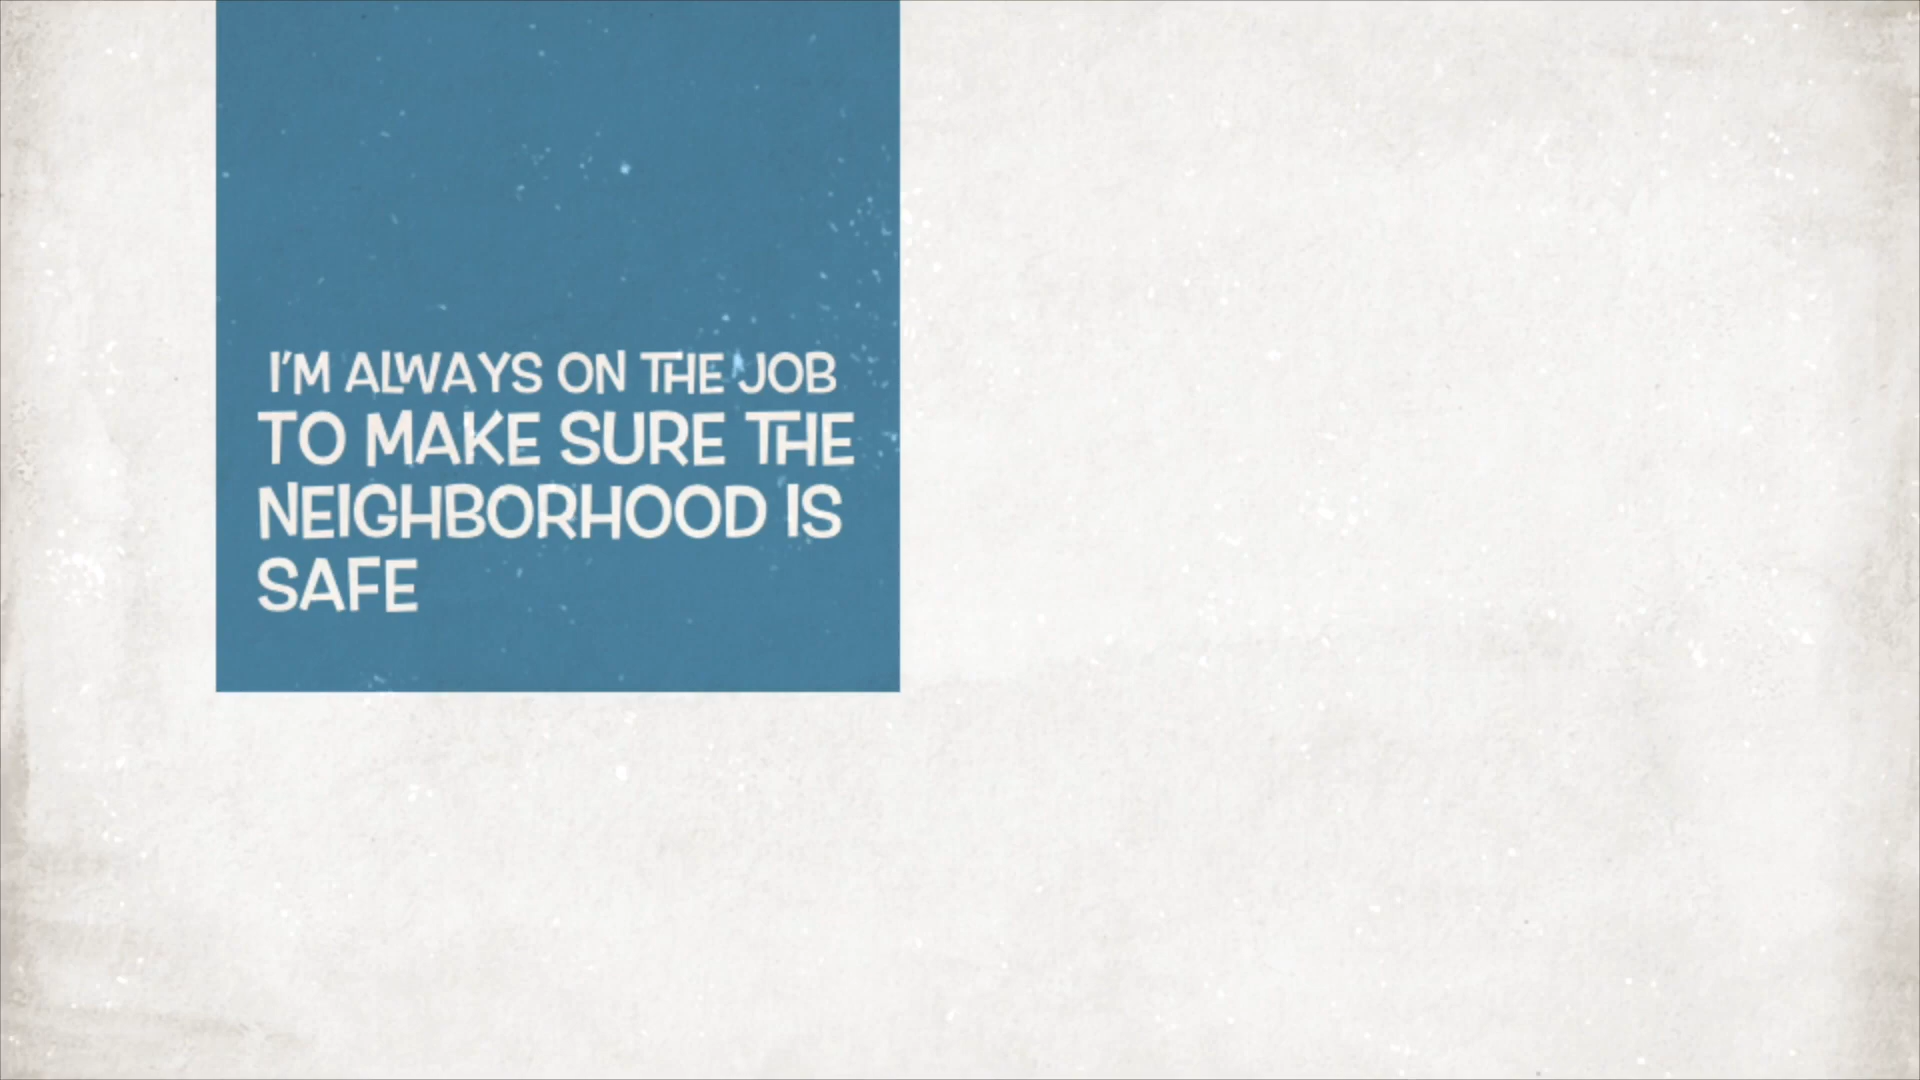 I'M ALWAYS ON THE JOB
TO MAKE SURE THE
NEIGHBORHOOD IS
SAFE